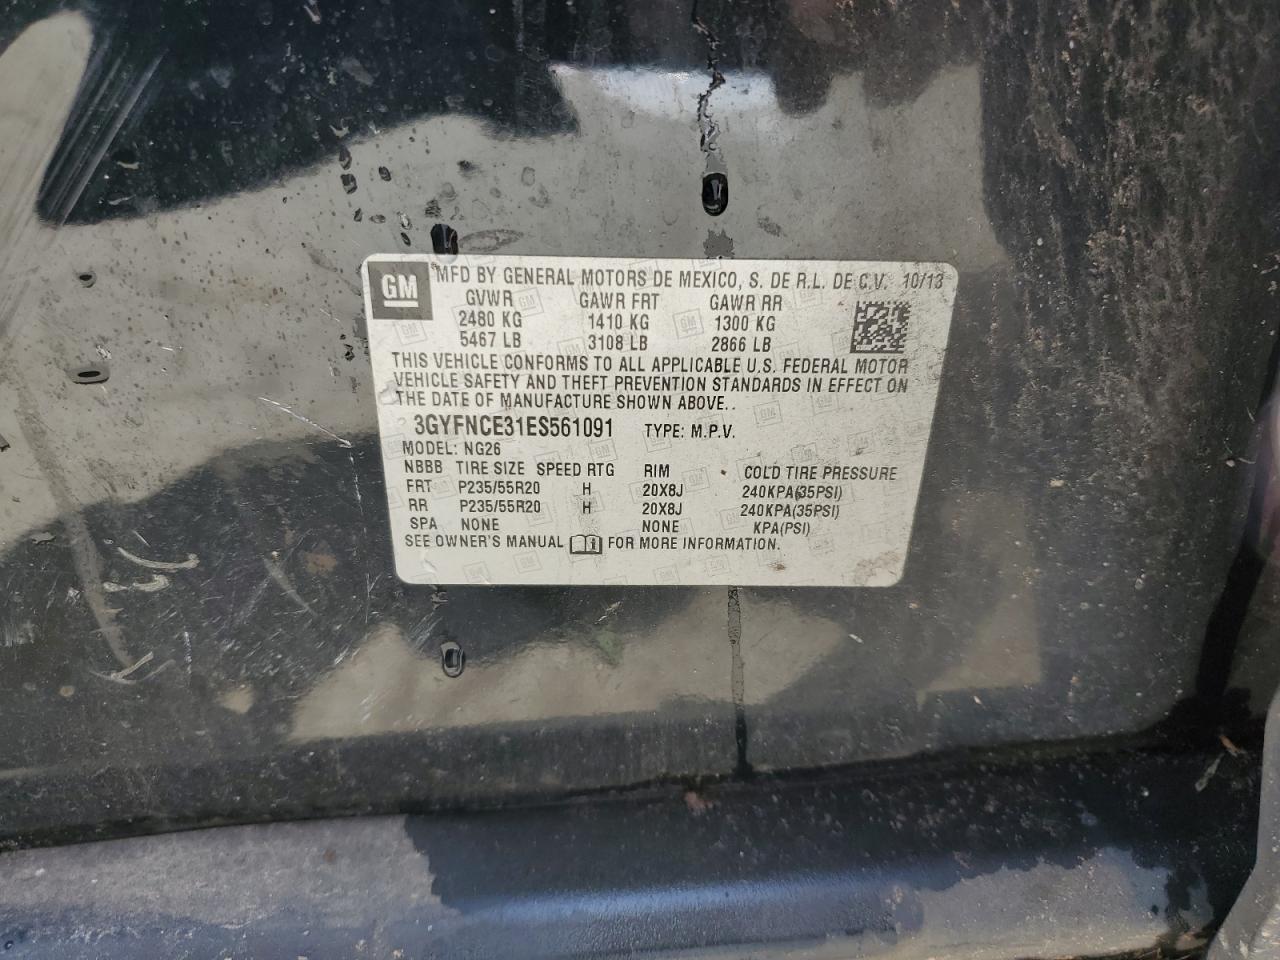 GM MFD BY GENERAL MOTORS DE MEXICO, S. DE R.L. DE C.V. 10/13
GVWR GAWR FRT GAWR RR
2480 KG 1410 KG 1300 KG
5467 LB 3108 LB 2866 LB
THIS VEHICLE CONFORMS TO ALL APPLICABLE U.S. FEDERAL MOTOR
VEHICLE SAFETY AND THEFT PREVENTION STANDARDS IN EFFECT ON
THE DATE OF MANUFACTURE SHOWN ABOVE..
3GYFNCE31ES561091 TYPE: M.P.V.
MODEL: NG26
NBBB TIRE SIZE SPEED RTG RIM COLD TIRE PRESSURE
FRT P235/55R20 H 20X8J 240KPA(35PSI)
RR P235/55R20 H 20X8J 240KPA(35PSI)
SPA NONE NONE KPA(PSI)
SEE OWNER'S MANUAL FOR MORE INFORMATION.